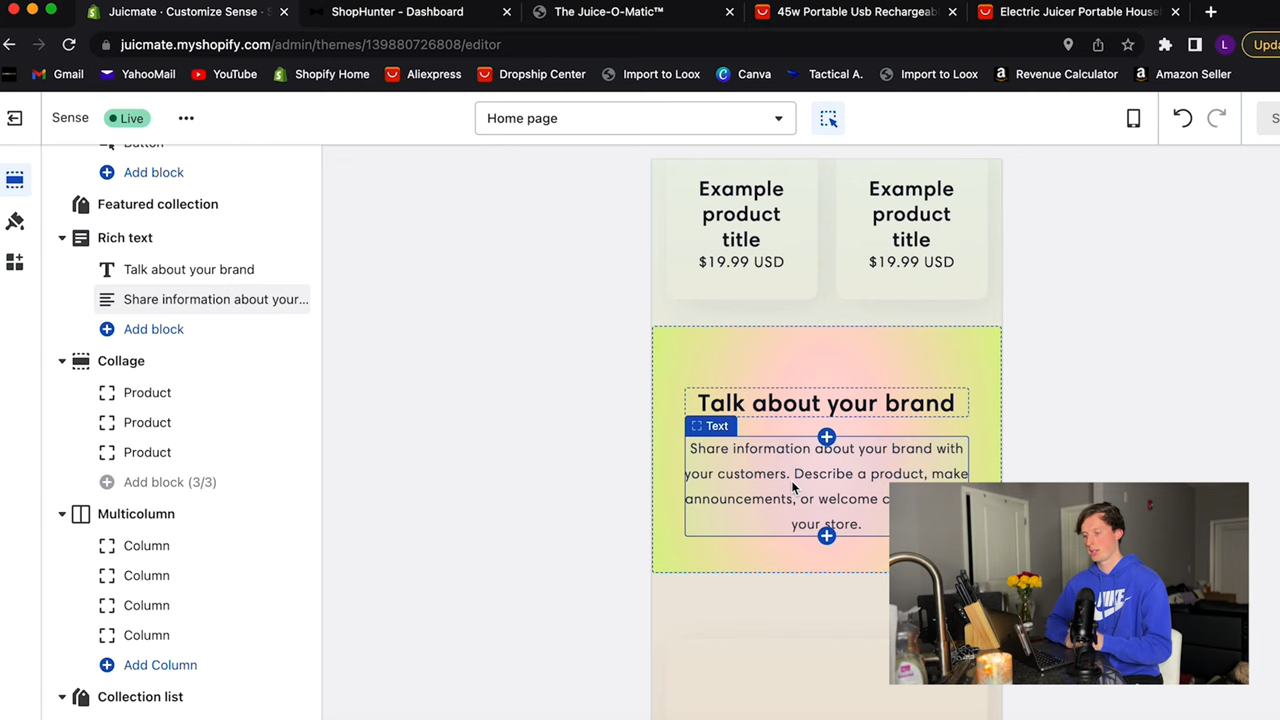 Juicmate · Customize Sense ·
ShopHunter - Dashboard
The Juice-O-Matic™
45w Portable Usb Rechargeab
Electric Juicer Portable House
juicmate.myshopify.com/admin/themes/139880726808/editor
L
Upda
Gmail
YahooMail
YouTube
Shopify Home
Aliexpress
Dropship Center
Import to Loox
Canva
Tactical A.
Import to Loox
Revenue Calculator
Amazon Seller
Sense
Live
Home page
S
Button
Add block
Featured collection
Rich text
Talk about your brand
Share information about your...
Add block
Collage
Product
Product
Product
Add block (3/3)
Multicolumn
Column
Column
Column
Column
Add Column
Collection list
Example
product
title
$19.99 USD
Example
product
title
$19.99 USD
Talk about your brand
Text
Share information about your brand with
your customers. Describe a product, make
announcements, or welcome c
your store.
NIKE